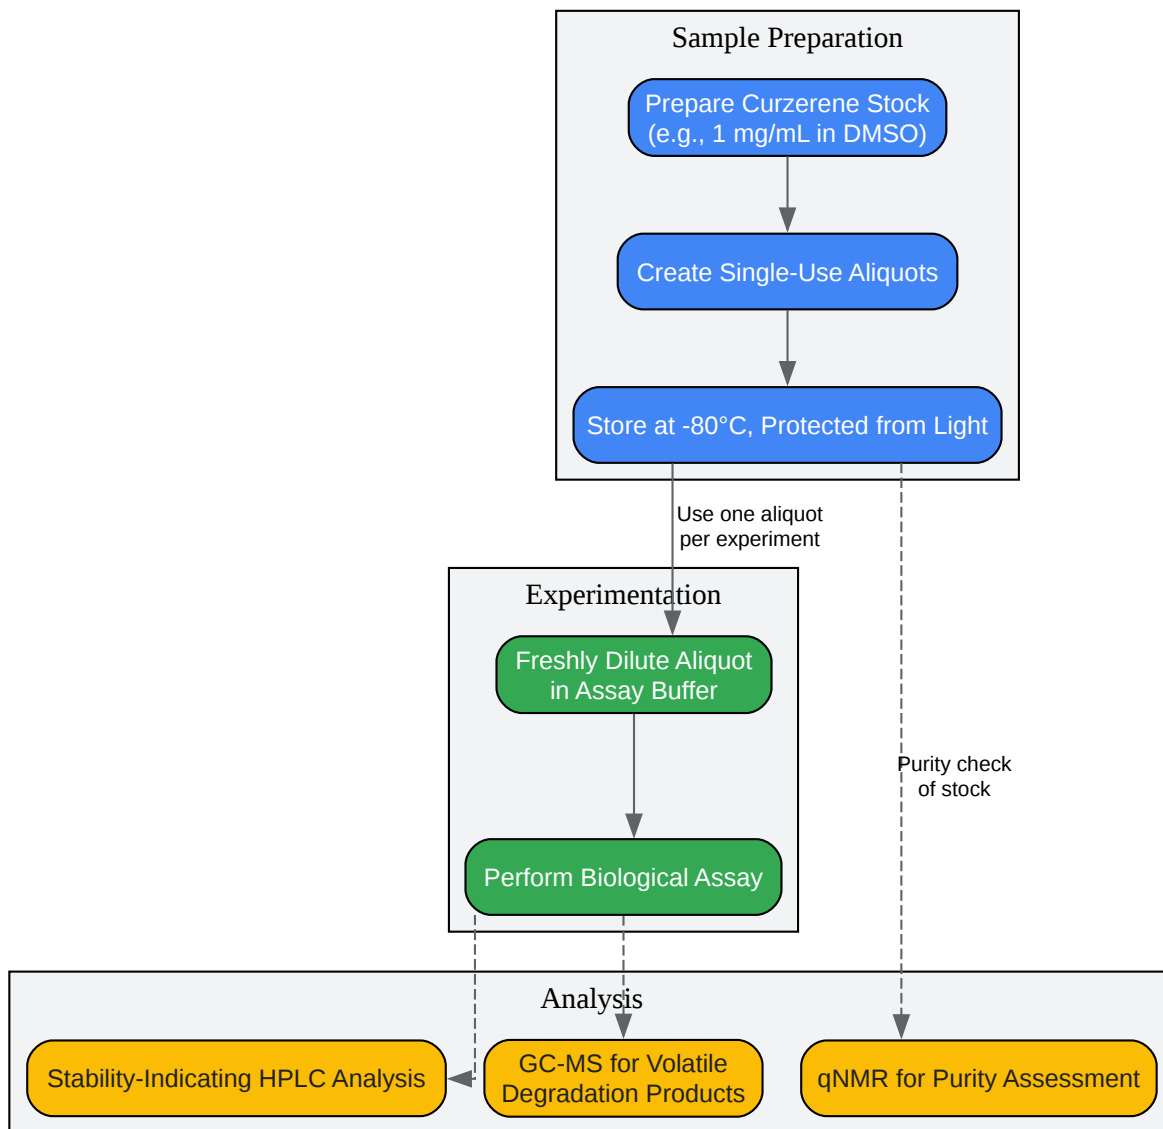 Sample Preparation
Prepare Curzerene Stock
(e.g., 1 mg/mL in DMSO)
Create Single-Use Aliquots
Store at -80°C, Protected from Light
Use one aliquot
per experiment
Experimentation
Freshly Dilute Aliquot
in Assay Buffer
Purity check
of stock
Perform Biological Assay
Analysis
Stability-Indicating HPLC Analysis
GC-MS for Volatile
Degradation Products
qNMR for Purity Assessment